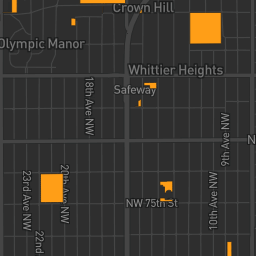 Crown Hill
Olympic Manor
Whittier Heights
Safeway
18th Ave NW
9th Ave NW
N
20th Ave NW
23rd Ave NW
10th Ave NW
NW 75th St
22nd